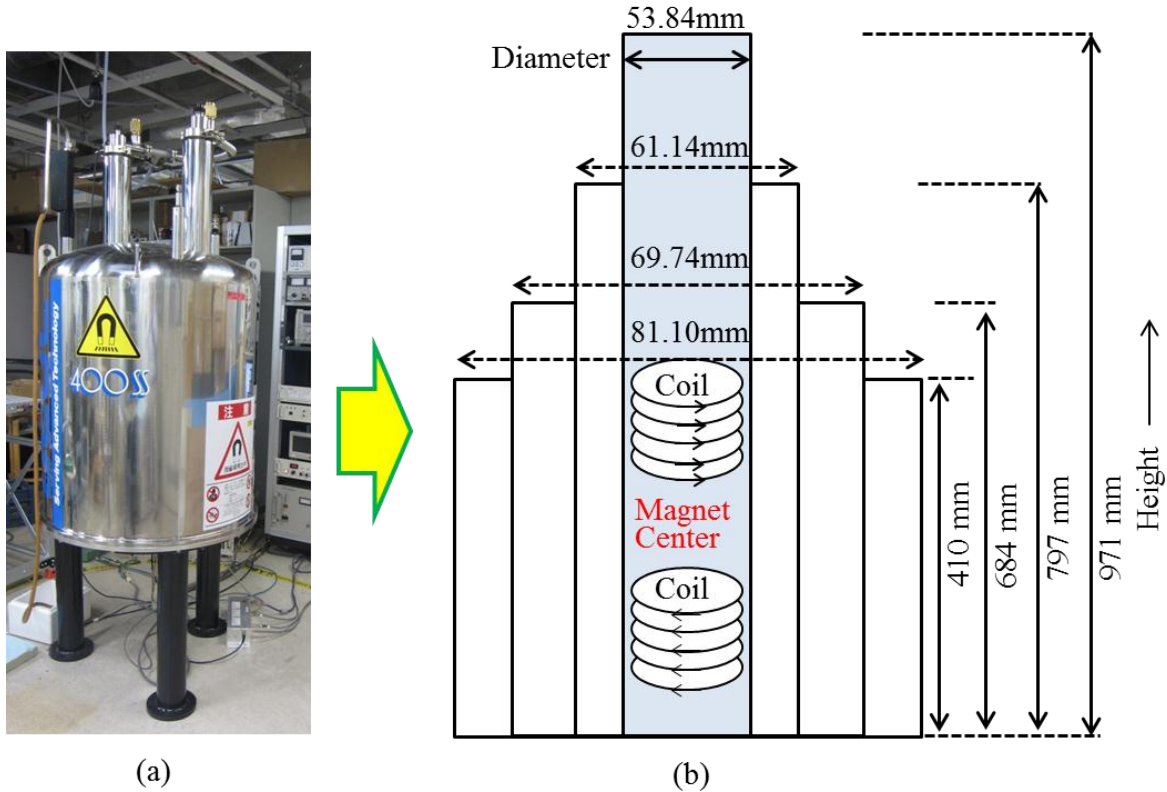 Serving Advanced Technology
400SS
注 意
53.84mm
Diameter
61.14mm
69.74mm
81.10mm
Coil
Magnet
Center
Coil
410 mm
684 mm
797 mm
971 mm
Height
(a)
(b)